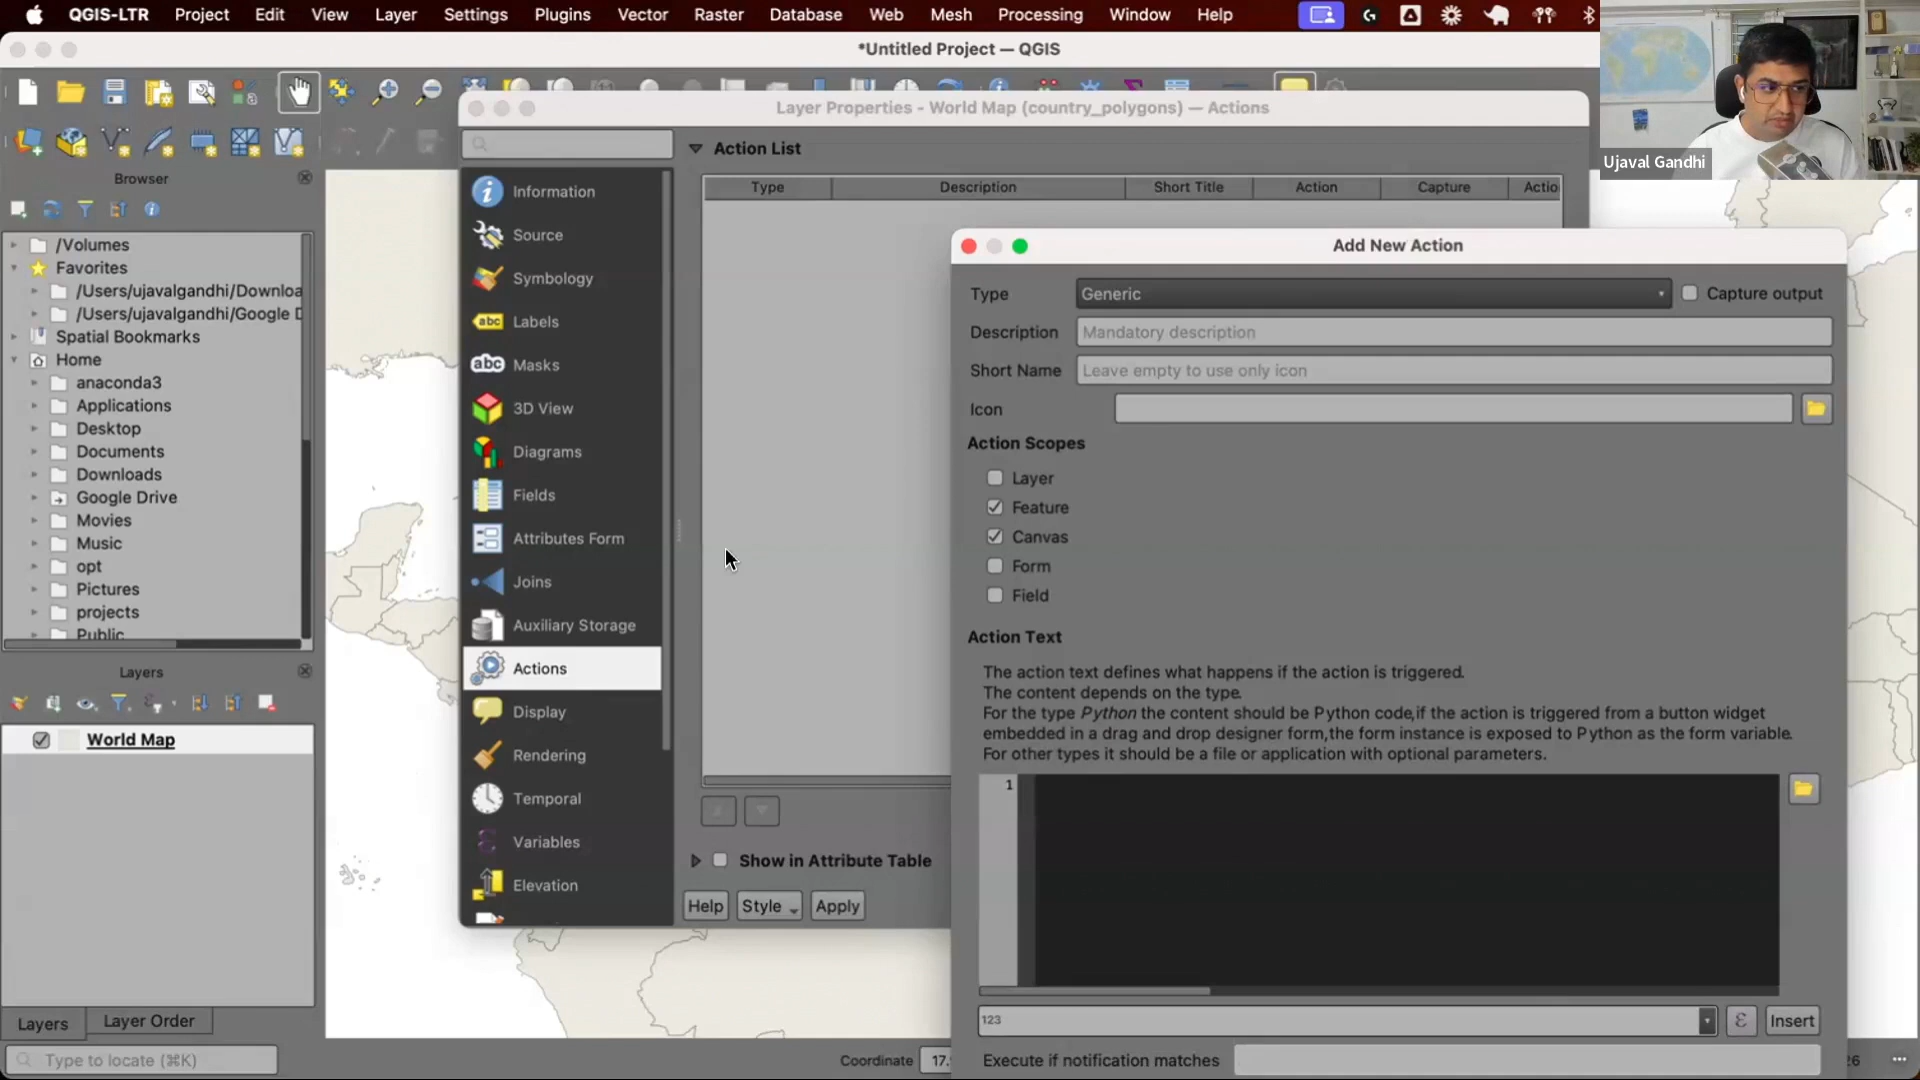 QGIS-LTR Project Edit View Layer Settings Plugins Vector Raster Database Web Mesh Processing Window Help
*Untitled Project — QGIS
Layer Properties - World Map (country_polygons) — Actions
Ujaval Gandhi
Browser
/Volumes
Favorites
/Users/ujavalgandhi/Downloa
/Users/ujavalgandhi/Google D
Spatial Bookmarks
Home
anaconda3
Applications
Desktop
Documents
Downloads
Google Drive
Movies
Music
opt
Pictures
projects
Public
Layers
World Map
Layers Layer Order
Type to locate (⌘K)
Information
Source
abc Labels
Symbology
abc Masks
3D View
Diagrams
Fields
Attributes Form
Joins
Auxiliary Storage
Actions
Display
Rendering
Temporal
Variables
Elevation
Action List
Type Description Short Title Action Capture Actio
Show in Attribute Table
Help Style Apply
Coordinate 17.
Add New Action
Type Generic Capture output
Description Mandatory description
Short Name Leave empty to use only icon
Icon
Action Scopes
Layer
Feature
Canvas
Form
Field
Action Text
The action text defines what happens if the action is triggered.
The content depends on the type.
For the type Python the content should be Python code,if the action is triggered from a button widget
embedded in a drag and drop designer form,the form instance is exposed to Python as the form variable.
For other types it should be a file or application with optional parameters.
1
123 ε Insert
Execute if notification matches